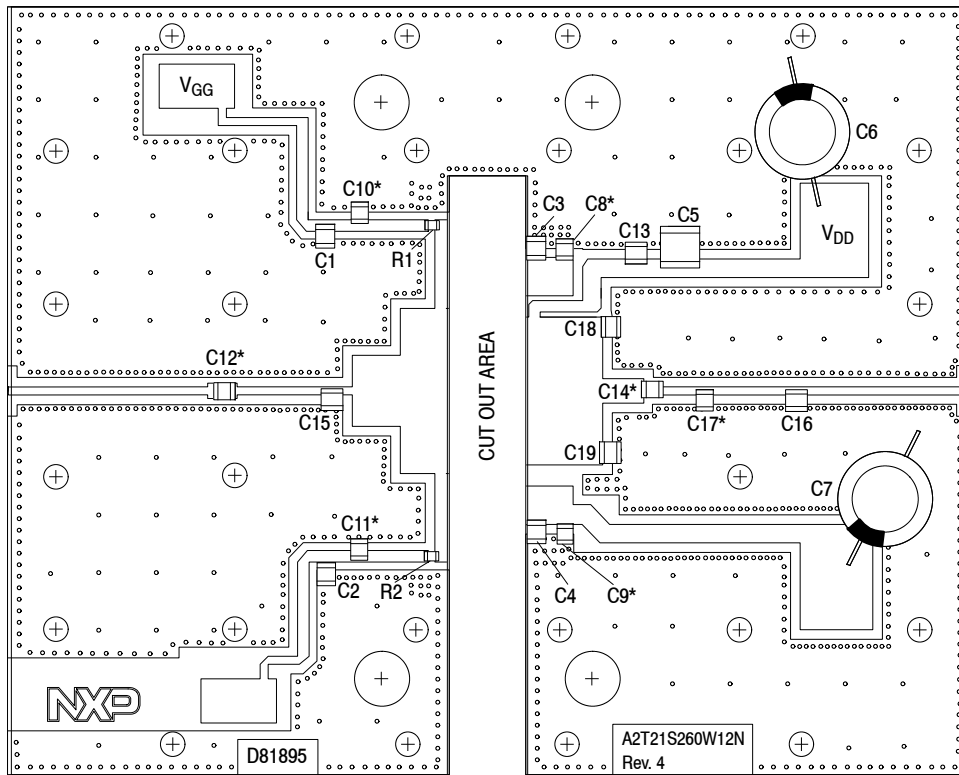 VGG
C6
C10*
C3
C8*
C13
C5
C1
R1
VDD
C18
C12*
C14*
C15
CUT OUT AREA
C17*
C16
C19
C7
C11*
C2
R2
C4
C9*
NXP
D81895
A2T21S260W12N
Rev. 4